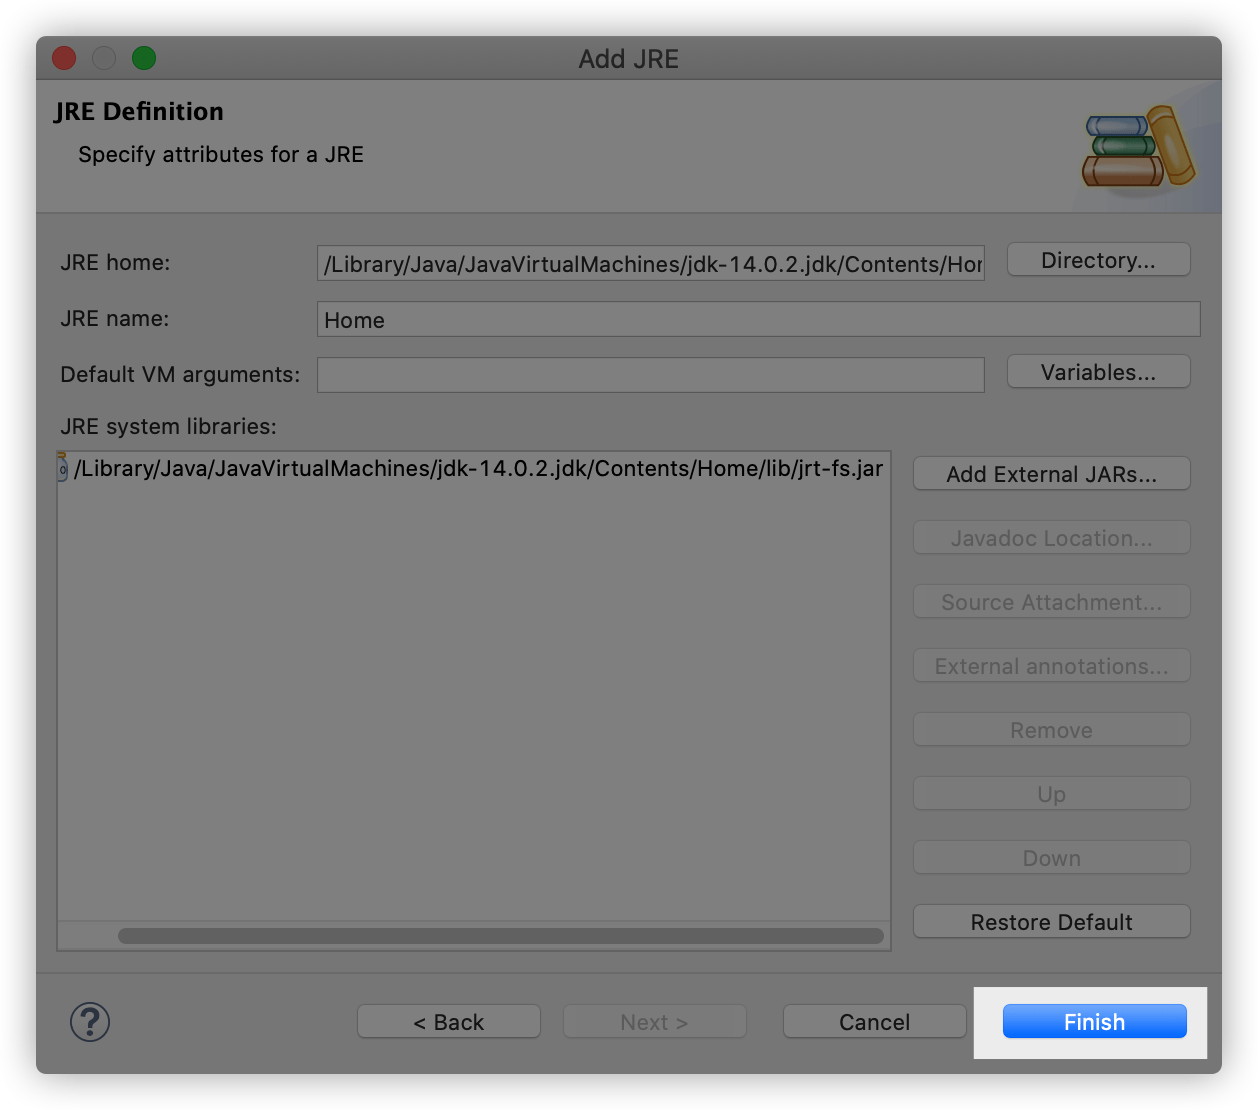 Add JRE
JRE Definition
Specify attributes for a JRE
JRE home:
/Library/Java/JavaVirtualMachines/jdk-14.0.2.jdk/Contents/Hor
Directory...
JRE name:
Home
Default VM arguments:
Variables...
JRE system libraries:
/Library/Java/JavaVirtualMachines/jdk-14.0.2.jdk/Contents/Home/lib/jrt-fs.jar
Add External JARs...
Javadoc Location...
Source Attachment...
External annotations...
Remove
Up
Down
Restore Default
?
< Back
Next >
Cancel
Finish